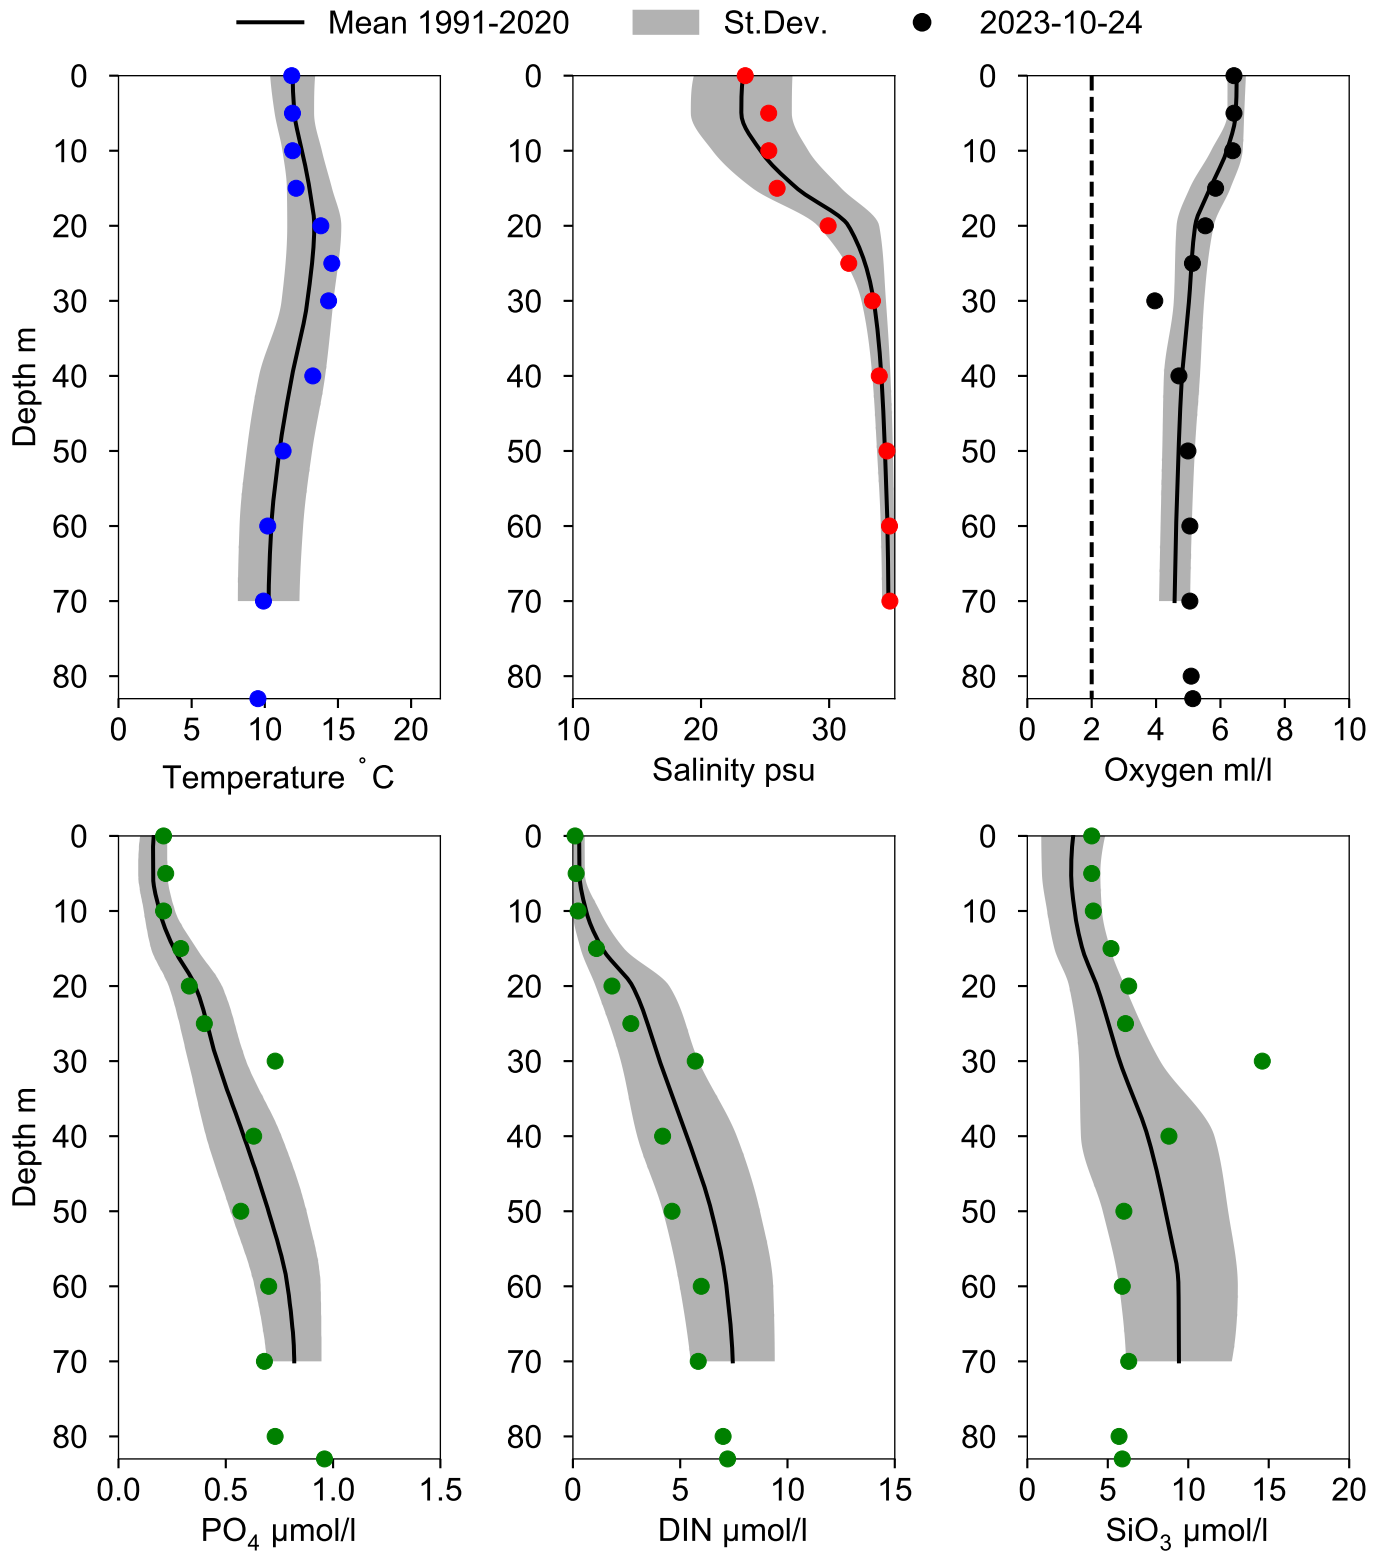 Mean 1991-2020 St.Dev. 2023-10-24
0 0 0
10 10 10
20 20 20
30 30 30
Depth m
40 40 40
50 50 50
60 60 60
70 70 70
80 80 80
0 5 10 15 20 10 20 30 0 2 4 6 8 10
Temperature °C Salinity psu Oxygen ml/l
0 0 0
10 10 10
20 20 20
30 30 30
Depth m
40 40 40
50 50 50
60 60 60
70 70 70
80 80 80
0.0 0.5 1.0 1.5 0 5 10 15 0 5 10 15 20
PO₄ µmol/l DIN µmol/l SiO₃ µmol/l